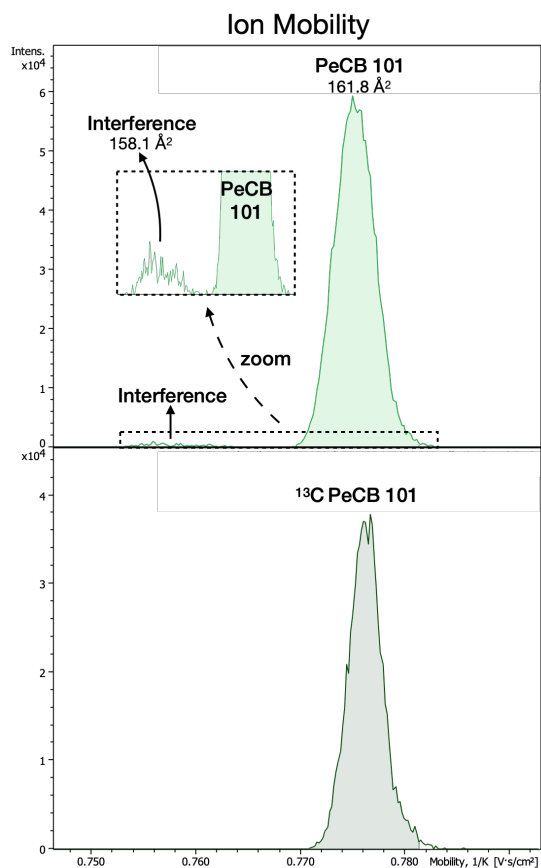 Ion Mobility
Intens.
x10⁴
PeCB 101
161.8 Å²
6
Interference
158.1 Å²
5
PeCB
101
4
3
2
zoom
1
Interference
0
x10⁴
¹³C PeCB 101
4
3
2
1
0
0.750 0.760 0.770 0.780 Mobility, 1/K [V·s/cm²]